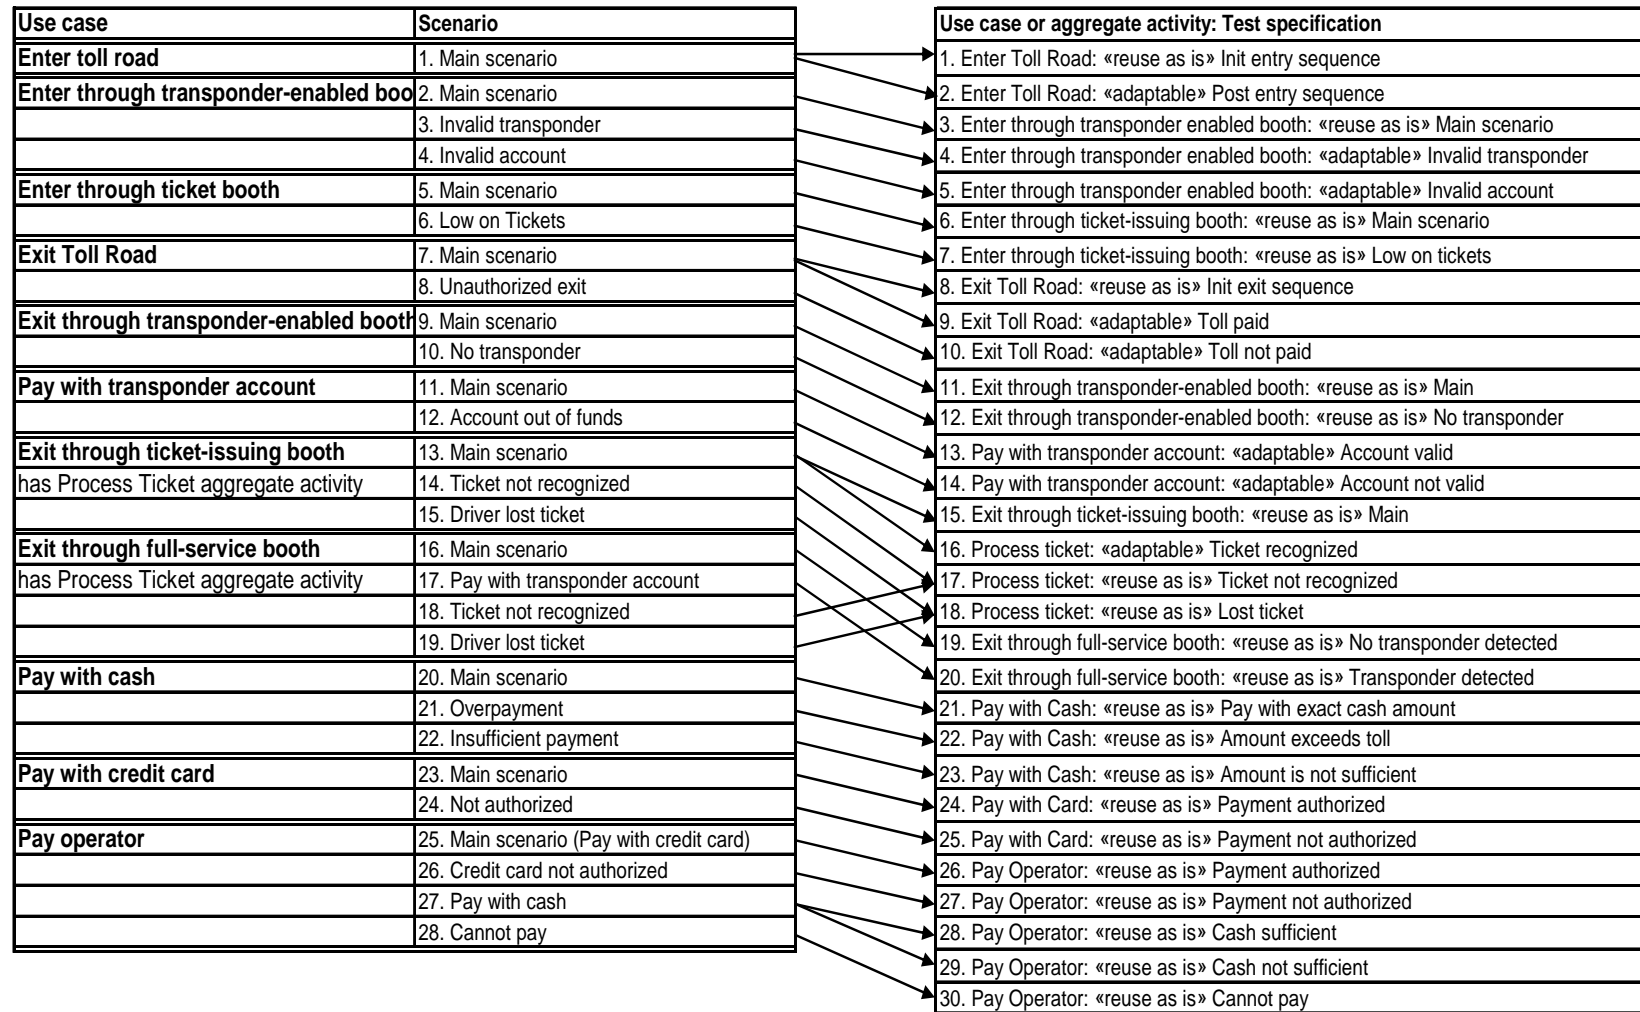 Use case Scenario
Enter toll road 1. Main scenario
Enter through transponder-enabled boo 2. Main scenario
3. Invalid transponder
4. Invalid account
Enter through ticket booth 5. Main scenario
6. Low on Tickets
Exit Toll Road 7. Main scenario
8. Unauthorized exit
Exit through transponder-enabled booth 9. Main scenario
10. No transponder
Pay with transponder account 11. Main scenario
12. Account out of funds
Exit through ticket-issuing booth 13. Main scenario
has Process Ticket aggregate activity 14. Ticket not recognized
15. Driver lost ticket
Exit through full-service booth 16. Main scenario
has Process Ticket aggregate activity 17. Pay with transponder account
18. Ticket not recognized
19. Driver lost ticket
Pay with cash 20. Main scenario
21. Overpayment
22. Insufficient payment
Pay with credit card 23. Main scenario
24. Not authorized
Pay operator 25. Main scenario (Pay with credit card)
26. Credit card not authorized
27. Pay with cash
28. Cannot pay
Use case or aggregate activity: Test specification
1. Enter Toll Road: «reuse as is» Init entry sequence
2. Enter Toll Road: «adaptable» Post entry sequence
3. Enter through transponder enabled booth: «reuse as is» Main scenario
4. Enter through transponder enabled booth: «adaptable» Invalid transponder
5. Enter through transponder enabled booth: «adaptable» Invalid account
6. Enter through ticket-issuing booth: «reuse as is» Main scenario
7. Enter through ticket-issuing booth: «reuse as is» Low on tickets
8. Exit Toll Road: «reuse as is» Init exit sequence
9. Exit Toll Road: «adaptable» Toll paid
10. Exit Toll Road: «adaptable» Toll not paid
11. Exit through transponder-enabled booth: «reuse as is» Main
12. Exit through transponder-enabled booth: «reuse as is» No transponder
13. Pay with transponder account: «adaptable» Account valid
14. Pay with transponder account: «adaptable» Account not valid
15. Exit through ticket-issuing booth: «reuse as is» Main
16. Process ticket: «adaptable» Ticket recognized
17. Process ticket: «reuse as is» Ticket not recognized
18. Process ticket: «reuse as is» Lost ticket
19. Exit through full-service booth: «reuse as is» No transponder detected
20. Exit through full-service booth: «reuse as is» Transponder detected
21. Pay with Cash: «reuse as is» Pay with exact cash amount
22. Pay with Cash: «reuse as is» Amount exceeds toll
23. Pay with Cash: «reuse as is» Amount is not sufficient
24. Pay with Card: «reuse as is» Payment authorized
25. Pay with Card: «reuse as is» Payment not authorized
26. Pay Operator: «reuse as is» Payment authorized
27. Pay Operator: «reuse as is» Payment not authorized
28. Pay Operator: «reuse as is» Cash sufficient
29. Pay Operator: «reuse as is» Cash not sufficient
30. Pay Operator: «reuse as is» Cannot pay